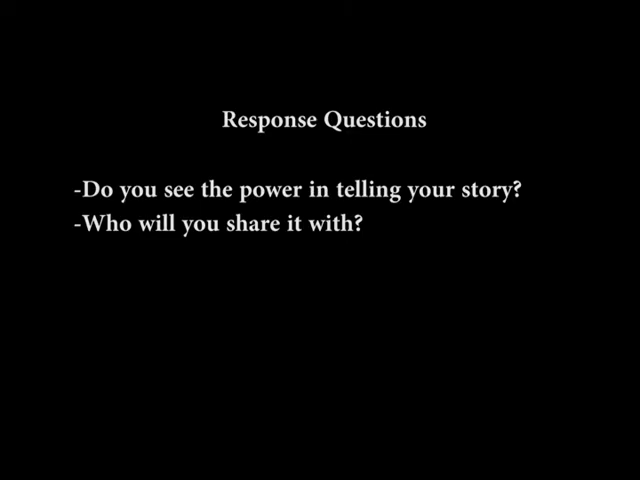 Response Questions
-Do you see the power in telling your story?
-Who will you share it with?